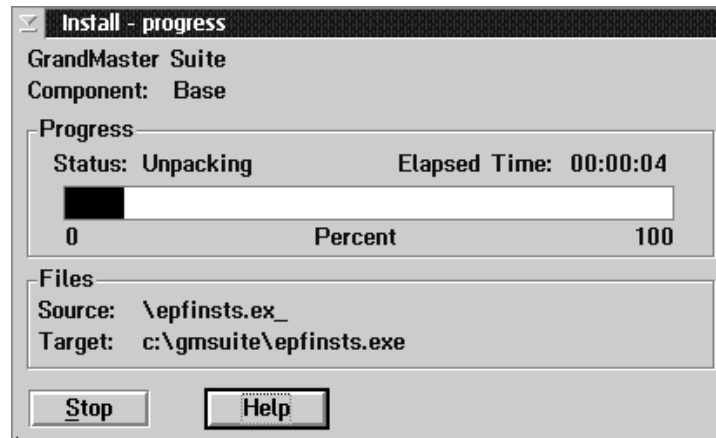 Install - progress
GrandMaster Suite
Component: Base
Progress
Status: Unpacking Elapsed Time: 00:00:04
0 Percent 100
Files
Source: \epfinsts.ex_
Target: c:\gmsuite\epfinsts.exe
Stop Help